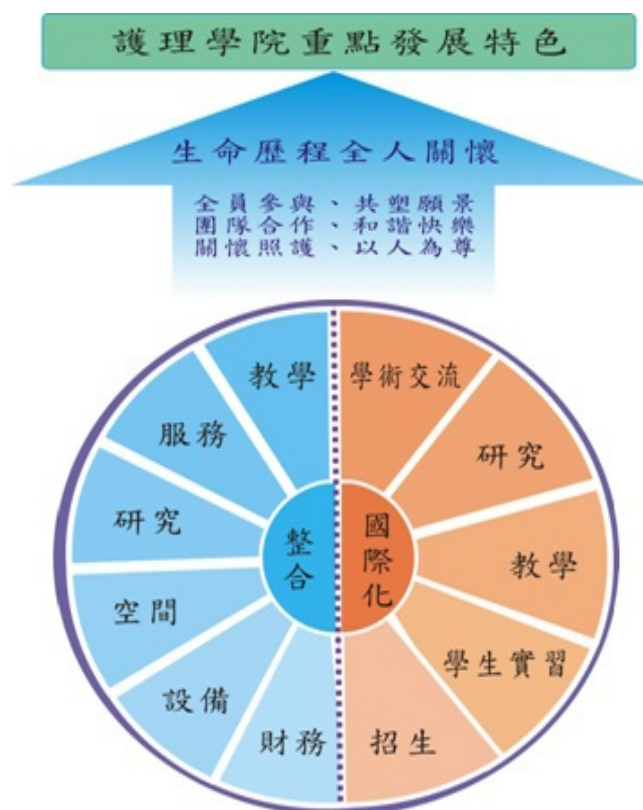 護理學院重點發展特色
生命歷程全人關懷
全員參與、共塑願景
團隊合作、和諧快樂
關懷照護、以人為尊
教學
服務
研究
空間
設備
財務
整合
國際化
學術交流
研究
教學
學生實習
招生